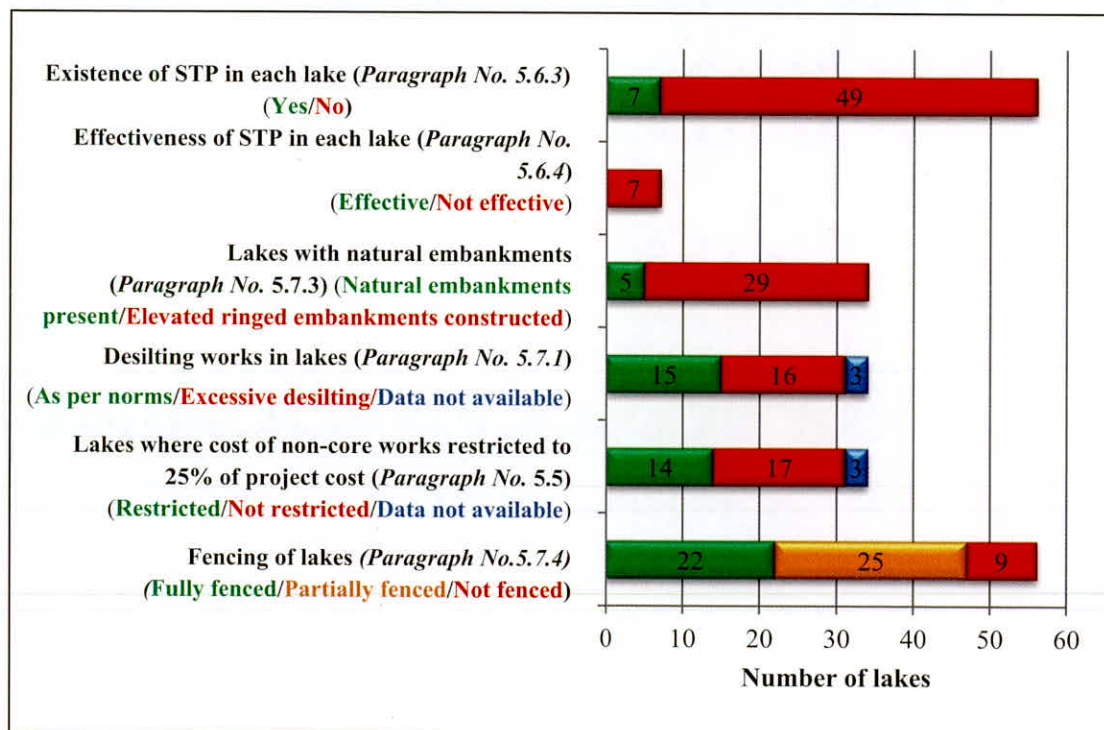 Existence of STP in each lake (Paragraph No. 5.6.3)
(Yes/No)
7 49
Effectiveness of STP in each lake (Paragraph No.
5.6.4)
(Effective/Not effective)
7
Lakes with natural embankments
(Paragraph No. 5.7.3) (Natural embankments
present/Elevated ringed embankments constructed)
5 29
Desilting works in lakes (Paragraph No. 5.7.1)
(As per norms/Excessive desilting/Data not available)
15 16 3
Lakes where cost of non-core works restricted to
25% of project cost (Paragraph No. 5.5)
(Restricted/Not restricted/Data not available)
14 17 3
Fencing of lakes (Paragraph No.5.7.4)
(Fully fenced/Partially fenced/Not fenced)
22 25 9
0 10 20 30 40 50 60
Number of lakes